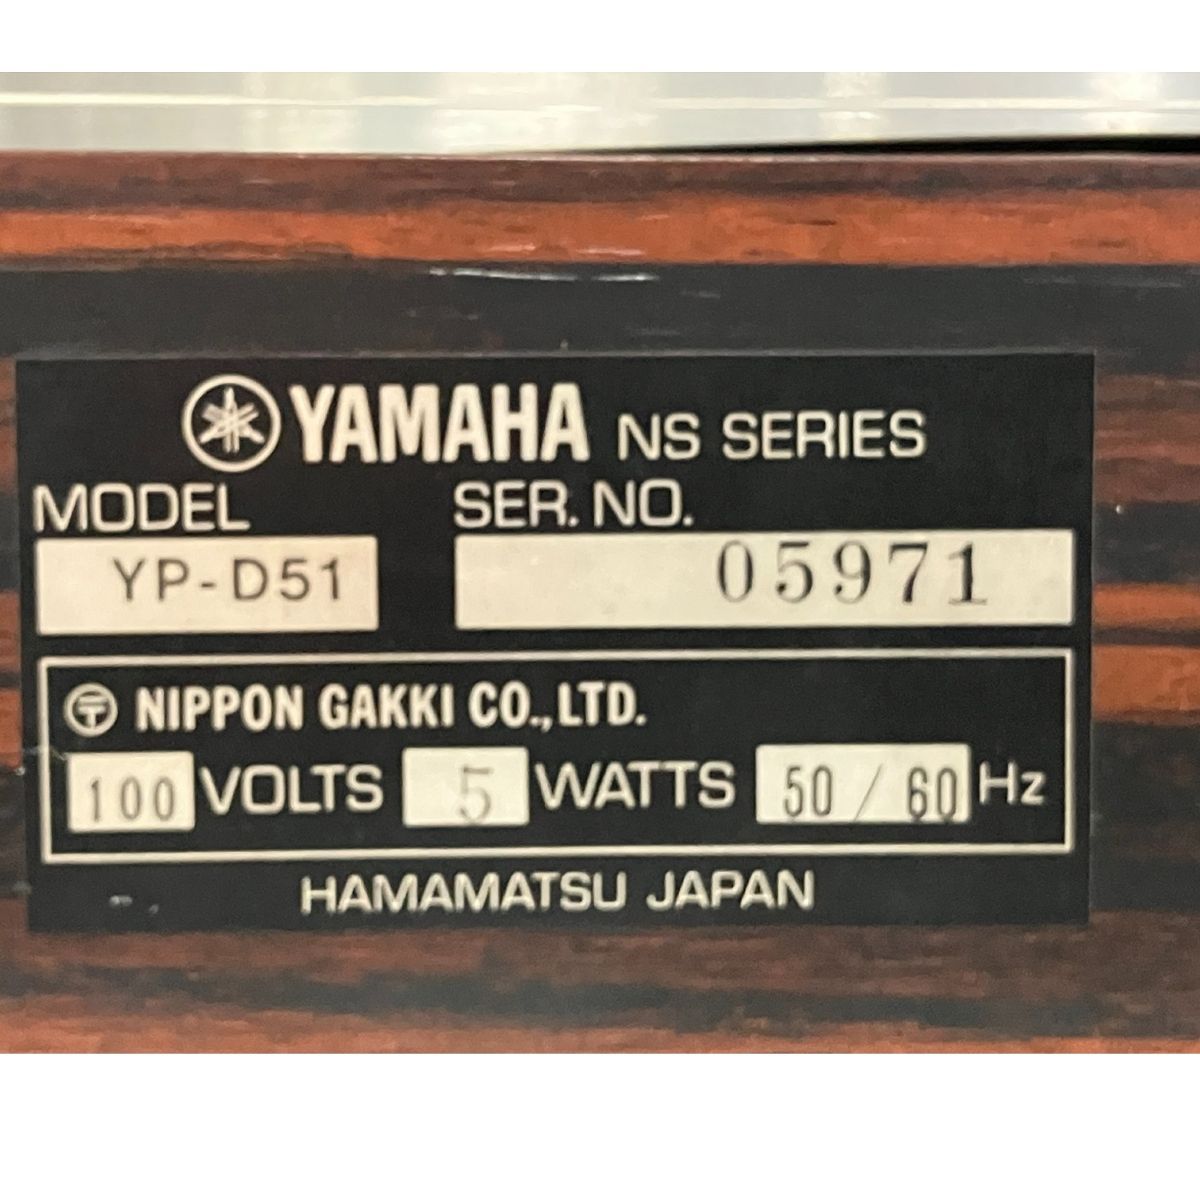 YAMAHA NS SERIES
MODEL SER. NO.
YP-D51 05971
〒 NIPPON GAKKI CO., LTD.
100 VOLTS 5 WATTS 50 / 60 Hz
HAMAMATSU JAPAN